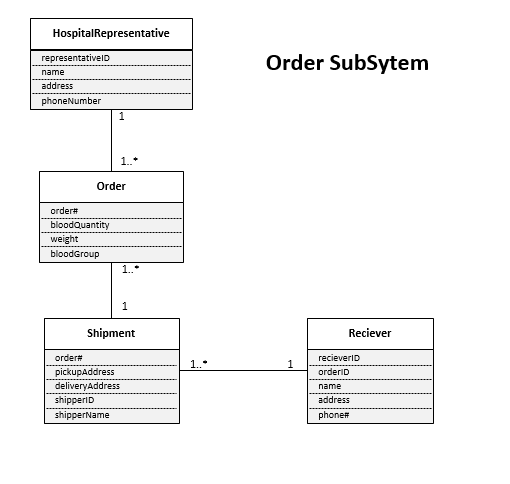 HospitalRepresentative
representativeID
name
address
phoneNumber
Order SubSytem
1
1..*
Order
order#
bloodQuantity
weight
bloodGroup
1..*
1
Shipment
order#
pickupAddress
deliveryAddress
shipperID
shipperName
1..*
1
Reciever
recieverID
orderID
name
address
phone#